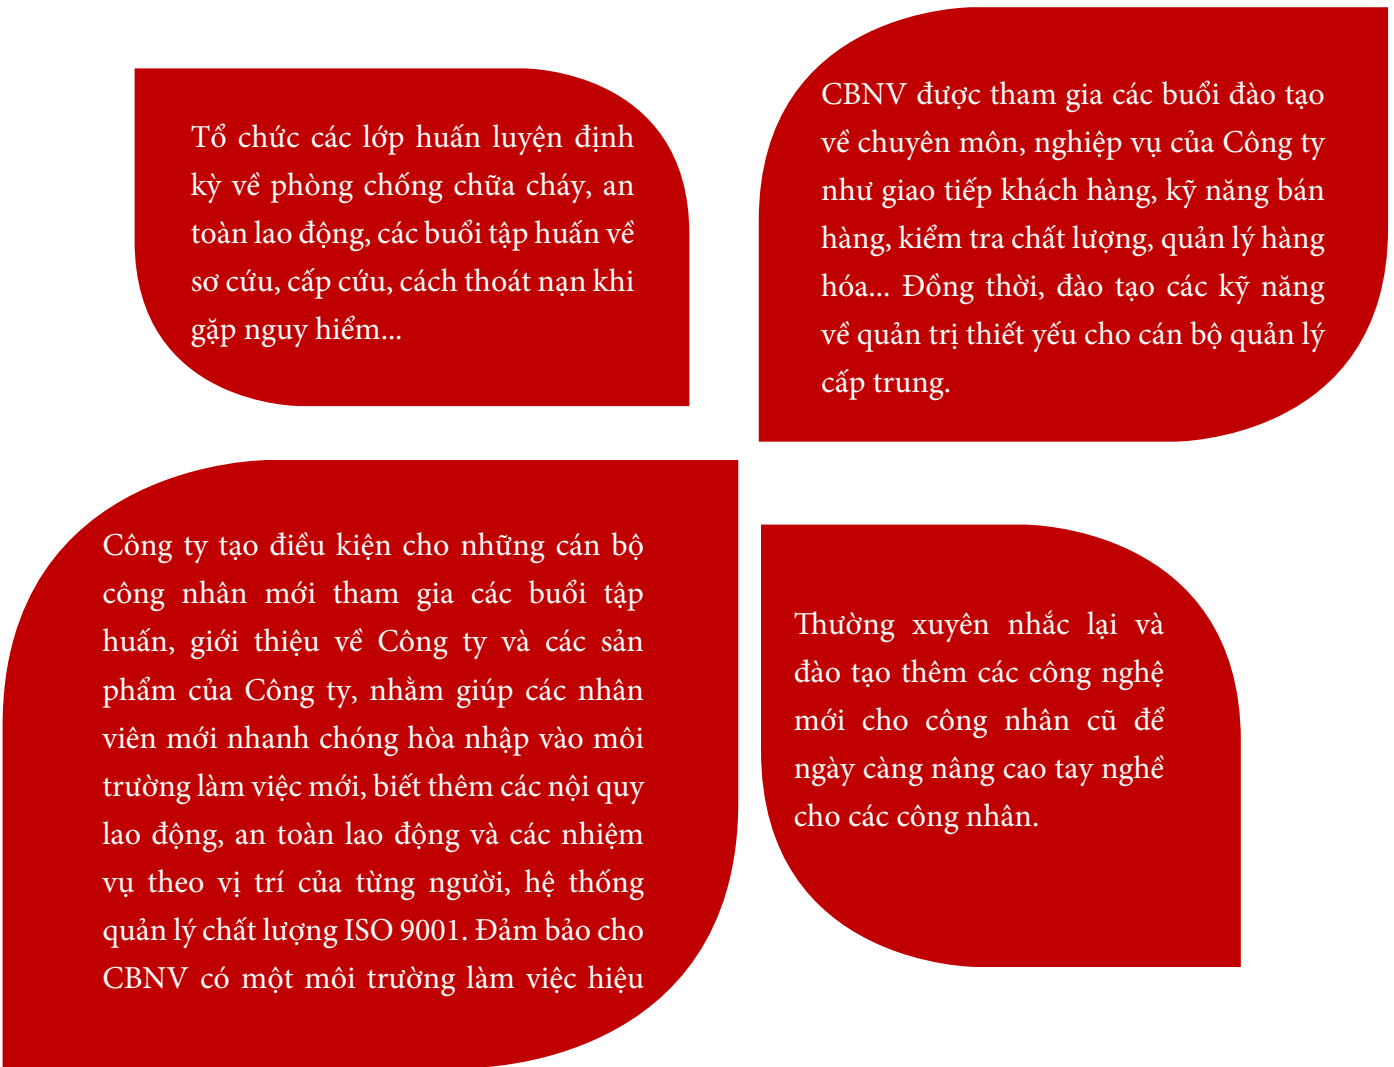 Tổ chức các lớp huấn luyện định
kỳ về phòng chống chữa cháy, an
toàn lao động, các buổi tập huấn về
sơ cứu, cấp cứu, cách thoát nạn khi
gặp nguy hiểm...
CBNV được tham gia các buổi đào tạo
về chuyên môn, nghiệp vụ của Công ty
như giao tiếp khách hàng, kỹ năng bán
hàng, kiểm tra chất lượng, quản lý hàng
hóa... Đồng thời, đào tạo các kỹ năng
về quản trị thiết yếu cho cán bộ quản lý
cấp trung.
Công ty tạo điều kiện cho những cán bộ
công nhân mới tham gia các buổi tập
huấn, giới thiệu về Công ty và các sản
phẩm của Công ty, nhằm giúp các nhân
viên mới nhanh chóng hòa nhập vào môi
trường làm việc mới, biết thêm các nội quy
lao động, an toàn lao động và các nhiệm
vụ theo vị trí của từng người, hệ thống
quản lý chất lượng ISO 9001. Đảm bảo cho
CBNV có một môi trường làm việc hiệu
Thường xuyên nhắc lại và
đào tạo thêm các công nghệ
mới cho công nhân cũ để
ngày càng nâng cao tay nghề
cho các công nhân.